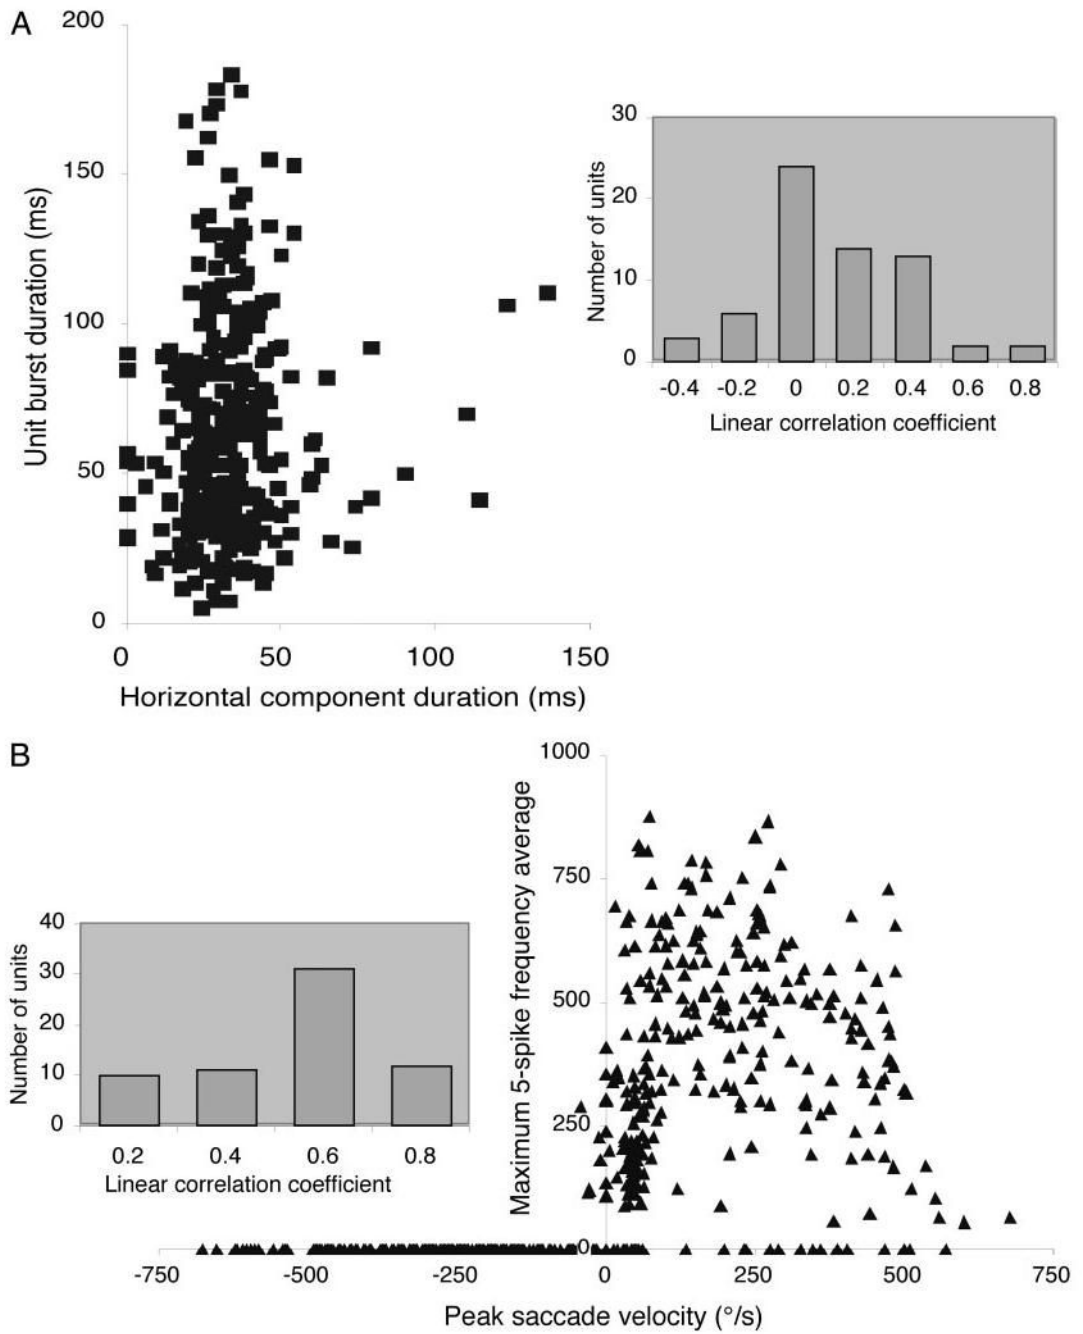 A
200
150
100
50
0
Unit burst duration (ms)
0 50 100 150
Horizontal component duration (ms)
30
20
10
0
Number of units
-0.4 -0.2 0 0.2 0.4 0.6 0.8
Linear correlation coefficient
B
40
30
20
10
0
Number of units
0.2 0.4 0.6 0.8
Linear correlation coefficient
1000
750
500
250
0
Maximum 5-spike frequency average
-750 -500 -250 0 250 500 750
Peak saccade velocity (°/s)